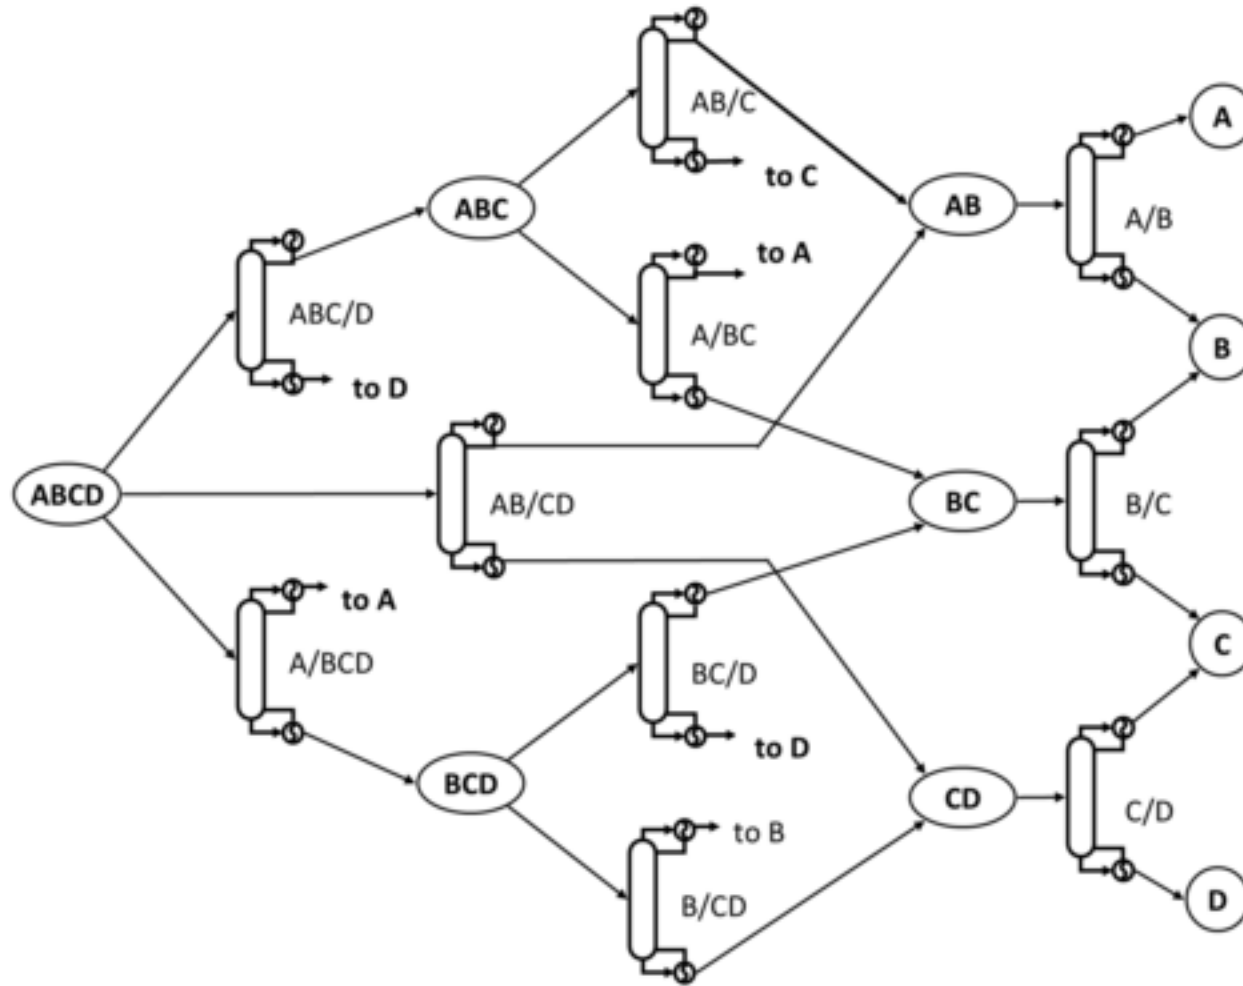 AB/C
to C
A
ABC
AB
A/B
to A
ABC/D
A/BC
B
to D
ABCD
AB/CD
BC
B/C
to A
A/BCD
BC/D
C
to D
BCD
CD
C/D
to B
B/CD
D